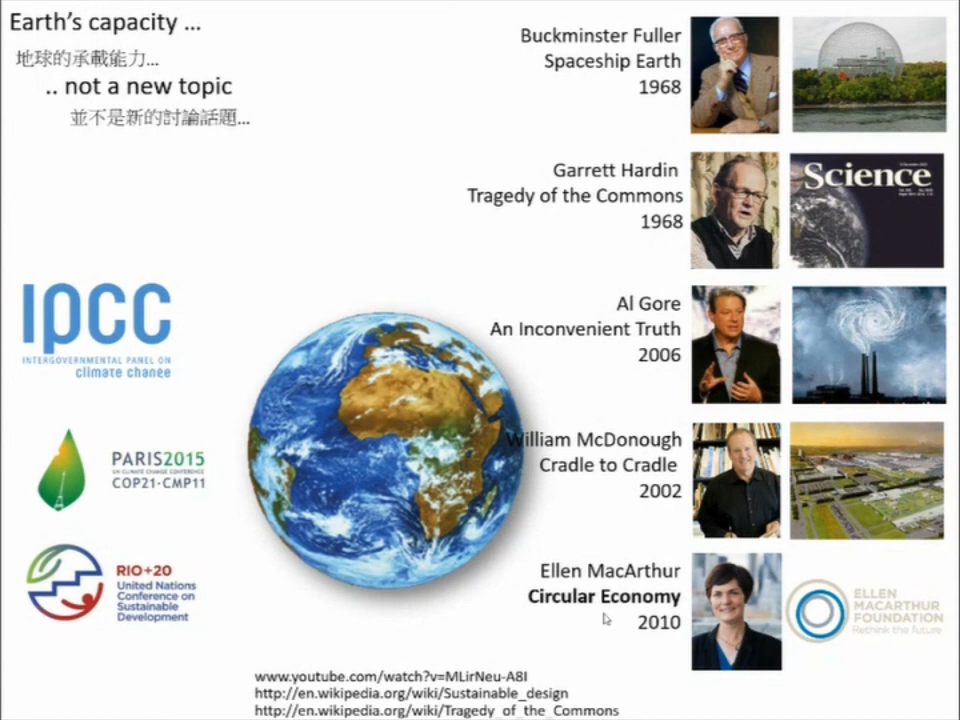 Earth's capacity ...
地球的承載能力...
.. not a new topic
並不是新的討論話題...
Buckminster Fuller
Spaceship Earth
1968
Garrett Hardin
Tragedy of the Commons
1968
Science
Al Gore
An Inconvenient Truth
2006
William McDonough
Cradle to Cradle
2002
Ellen MacArthur
Circular Economy
2010
ELLEN
MACARTHUR
FOUNDATION
Rethink the future
ipcc
INTERGOVERNMENTAL PANEL ON
climate change
PARIS2015
UN CLIMATE CHANGE CONFERENCE
COP21·CMP11
RIO+20
United Nations
Conference on
Sustainable
Development
www.youtube.com/watch?v=MLirNeu-A8I
http://en.wikipedia.org/wiki/Sustainable_design
http://en.wikipedia.org/wiki/Tragedy_of_the_Commons